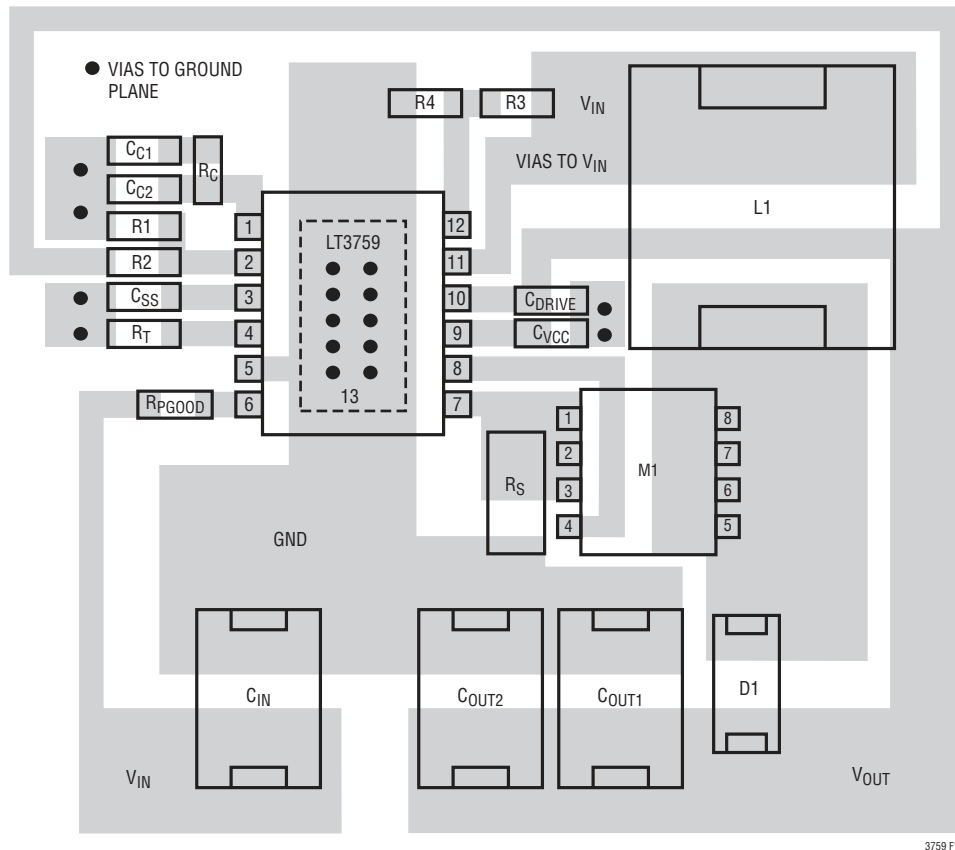 VIAS TO GROUND
PLANE
R4
R3
VIN
CC1
RC
VIAS TO VIN
CC2
L1
R1
1
12
LT3759
R2
2
11
CSS
3
10
CDRIVE
RT
4
9
CVCC
5
8
13
RPGOOD
6
7
1
8
2
7
RS
M1
3
6
4
5
GND
CIN
COUT2
COUT1
D1
VIN
VOUT
3759 F